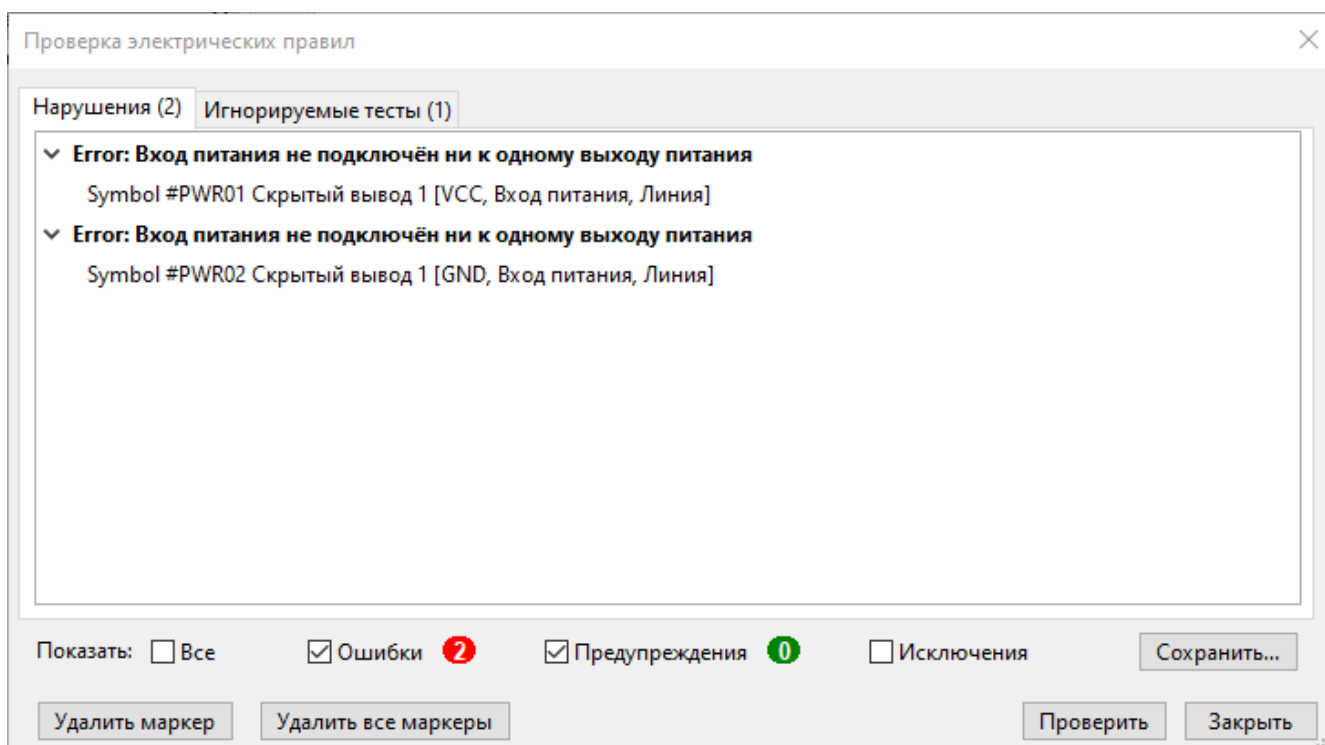 Проверка электрических правил
Нарушения (2) Игнорируемые тесты (1)
Error: Вход питания не подключён ни к одному выходу питания
Symbol #PWR01 Скрытый вывод 1 [VCC, Вход питания, Линия]
Error: Вход питания не подключён ни к одному выходу питания
Symbol #PWR02 Скрытый вывод 1 [GND, Вход питания, Линия]
Показать: Все Ошибки 2 Предупреждения 0 Исключения Сохранить...
Удалить маркер Удалить все маркеры Проверить Закрыть